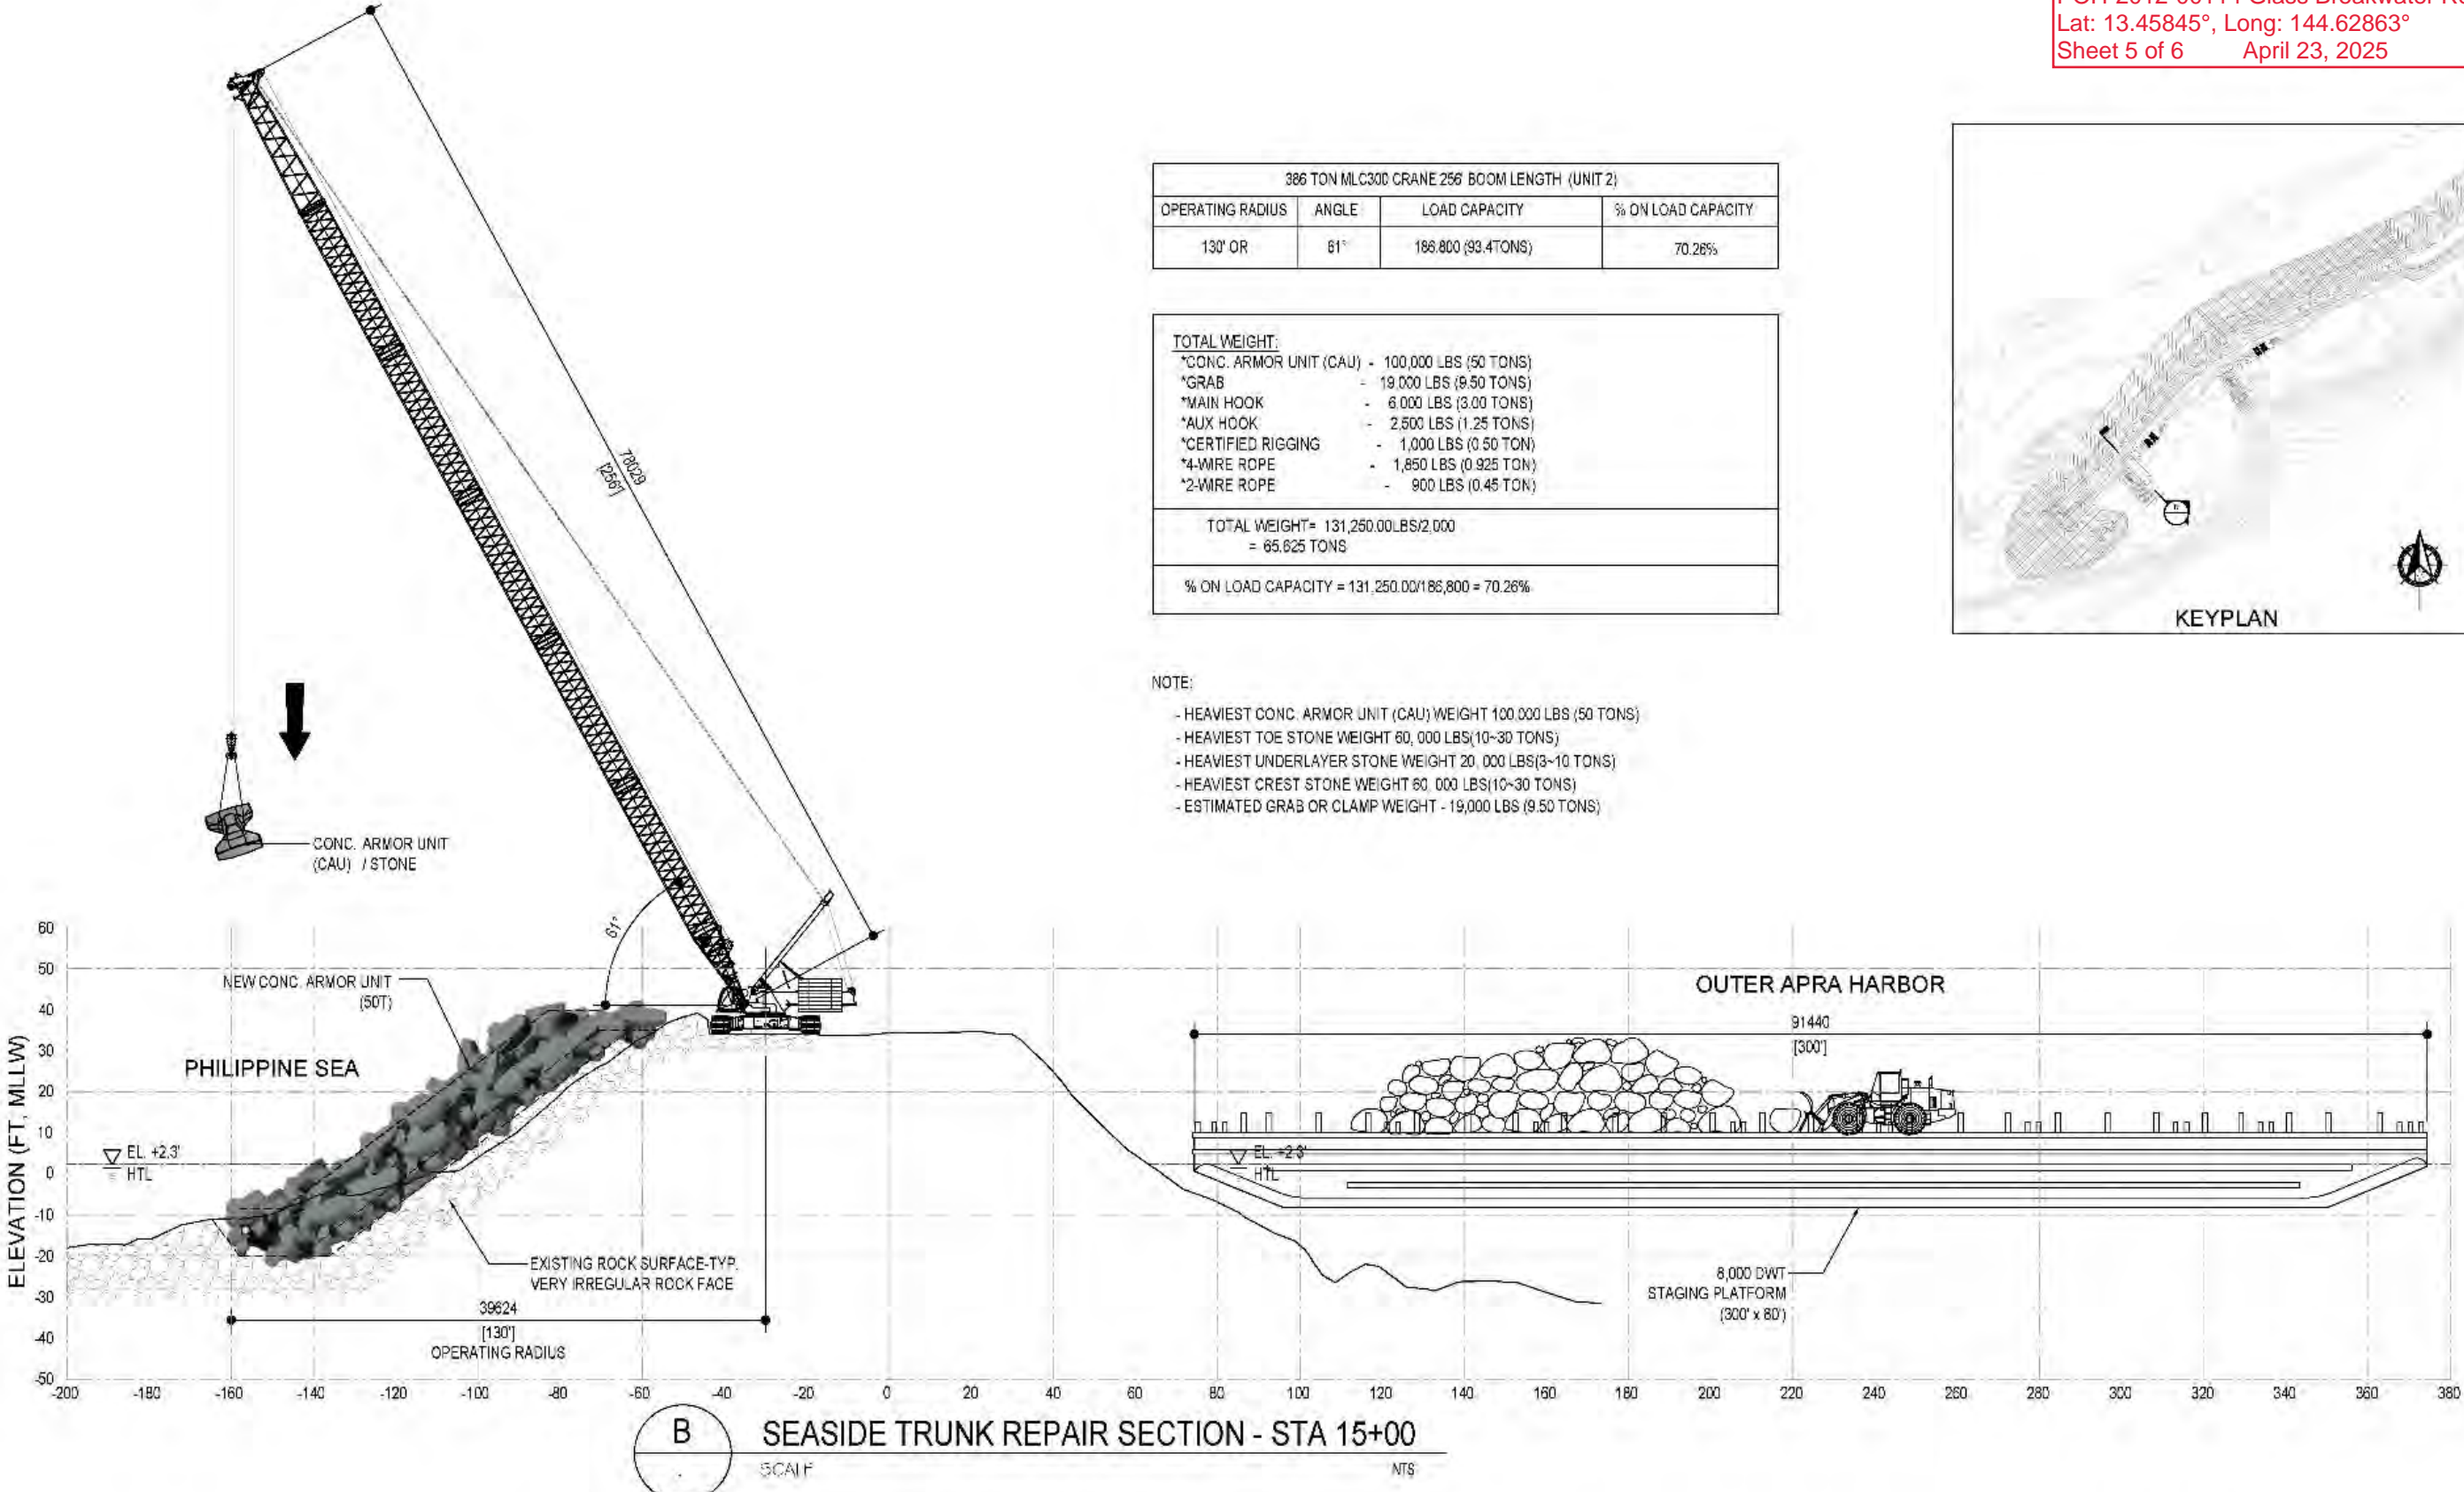 Lat: 13.45845°, Long: 144.62863°
Sheet 5 of 6 April 23, 2025
386 TON MLC300 CRANE 256' BOOM LENGTH (UNIT 2)
OPERATING RADIUS ANGLE LOAD CAPACITY % ON LOAD CAPACITY
130' OR 61° 186.800 (93.4TONS) 70.26%
TOTAL WEIGHT:
*CONC. ARMOR UNIT (CAU) - 100,000 LBS (50 TONS)
*GRAB - 19,000 LBS (9.50 TONS)
*MAIN HOOK - 6,000 LBS (3.00 TONS)
*AUX HOOK - 2,500 LBS (1.25 TONS)
*CERTIFIED RIGGING - 1,000 LBS (0.50 TON)
*4-WIRE ROPE - 1,850 LBS (0.925 TON)
*2-WIRE ROPE - 900 LBS (0.45 TON)
TOTAL WEIGHT= 131,250.00LBS/2,000
= 65.625 TONS
% ON LOAD CAPACITY = 131,250.00/186,800 = 70.26%
KEYPLAN
NOTE:
- HEAVIEST CONC. ARMOR UNIT (CAU) WEIGHT 100,000 LBS (50 TONS)
- HEAVIEST TOE STONE WEIGHT 60, 000 LBS(10~30 TONS)
- HEAVIEST UNDERLAYER STONE WEIGHT 20, 000 LBS(3~10 TONS)
- HEAVIEST CREST STONE WEIGHT 60, 000 LBS(10~30 TONS)
- ESTIMATED GRAB OR CLAMP WEIGHT - 19,000 LBS (9.50 TONS)
78029
[256']
CONC. ARMOR UNIT
(CAU) / STONE
61°
NEW CONC. ARMOR UNIT
(50T)
PHILIPPINE SEA
OUTER APRA HARBOR
91440
[300']
EL. +2.3'
HTL
EL. +2.3'
HTL
EXISTING ROCK SURFACE-TYP.
VERY IRREGULAR ROCK FACE
39624
[130']
OPERATING RADIUS
8,000 DWT
STAGING PLATFORM
(300' x 80')
ELEVATION (FT, MLLW)
60
50
40
30
20
10
0
-10
-20
-30
-40
-50
-200 -180 -160 -140 -120 -100 -80 -60 -40 -20 0 20 40 60 80 100 120 140 160 180 200 220 240 260 280 300 320 340 360 380
B
SEASIDE TRUNK REPAIR SECTION - STA 15+00
SCALE NTS